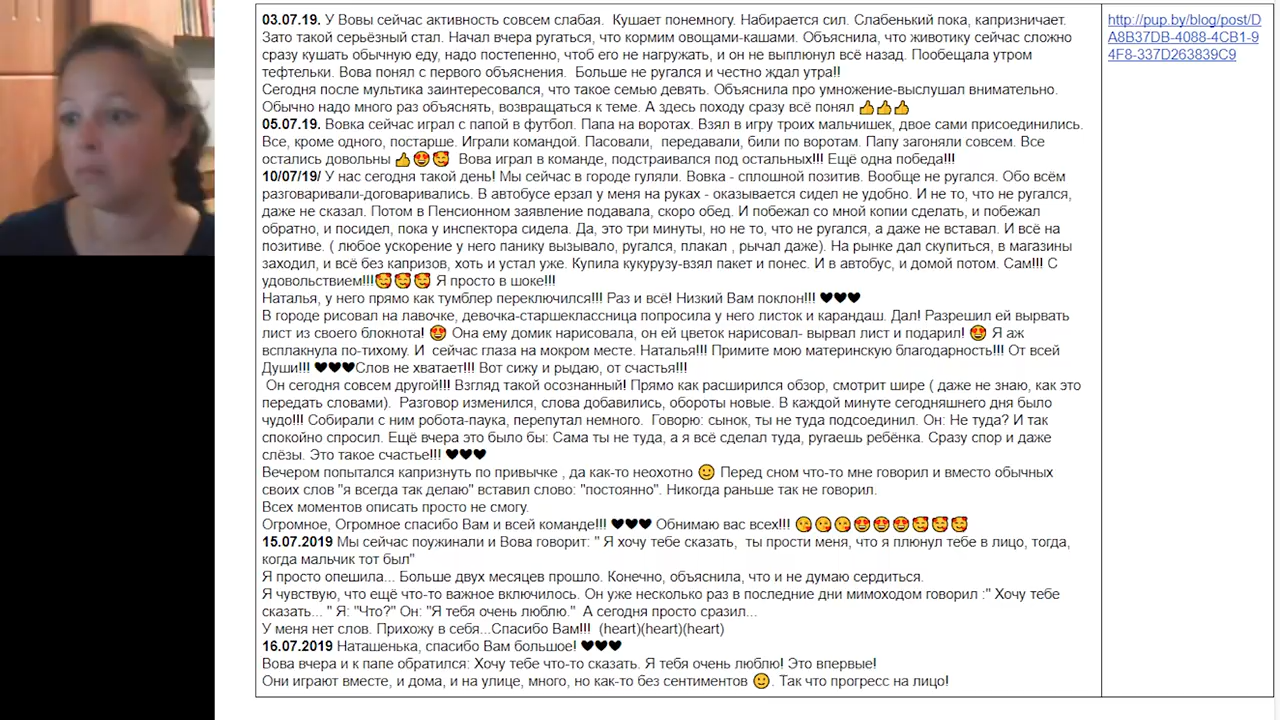 03.07.19. У Вовы сейчас активность совсем слабая. Кушает понемногу. Набирается сил. Слабенький пока, капризничает.
Зато такой серьёзный стал. Начал вчера ругаться, что кормим овощами-кашами. Объяснила, что животику сейчас сложно
сразу кушать обычную еду, надо постепенно, чтоб его не нагружать, и он не выплюнул всё назад. Пообещала утром
тефтельки. Вова понял с первого объяснения. Больше не ругался и честно ждал утра!!
Сегодня после мультика заинтересовался, что такое семью девять. Объяснила про умножение-выслушал внимательно.
Обычно надо много раз объяснять, возвращаться к теме. А здесь походу сразу всё понял 👍👍👍
05.07.19. Вовка сейчас играл с папой в футбол. Папа на воротах. Взял в игру троих мальчишек, двое сами присоединились.
Все, кроме одного, постарше. Играли командой. Пасовали, передавали, били по воротам. Папу загоняли совсем. Все
остались довольны 👍😍🥰 Вова играл в команде, подстраивался под остальных!!! Ещё одна победа!!!
10/07/19/ У нас сегодня такой день! Мы сейчас в городе гуляли. Вовка - сплошной позитив. Вообще не ругался. Обо всём
разговаривали-договаривались. В автобусе ерзал у меня на руках - оказывается сидел не удобно. И не то, что не ругался,
даже не сказал. Потом в Пенсионном заявление подавала, скоро обед. И побежал со мной копии сделать, и побежал
обратно, и посидел, пока у инспектора сидела. Да, это три минуты, но не то, что не ругался, а даже не вставал. И всё на
позитиве. ( любое ускорение у него панику вызывало, ругался, плакал , рычал даже). На рынке дал скупиться, в магазины
заходил, и всё без капризов, хоть и устал уже. Купила кукурузу-взял пакет и понес. И в автобус, и домой потом. Сам!!! С
удовольствием!!!🥰🥰🥰 Я просто в шоке!!!
Наталья, у него прямо как тумблер переключился!!! Раз и всё! Низкий Вам поклон!!! ♥♥♥
В городе рисовал на лавочке, девочка-старшеклассница попросила у него листок и карандаш. Дал! Разрешил ей вырвать
лист из своего блокнота! 😍 Она ему домик нарисовала, он ей цветок нарисовал- вырвал лист и подарил! 😍 Я аж
всплакнула по-тихому. И сейчас глаза на мокром месте. Наталья!!! Примите мою материнскую благодарность!!! От всей
Души!!! ♥♥♥Слов не хватает!!! Вот сижу и рыдаю, от счастья!!!
Он сегодня совсем другой!!! Взгляд такой осознанный! Прямо как расширился обзор, смотрит шире ( даже не знаю, как это
передать словами). Разговор изменился, слова добавились, обороты новые. В каждой минуте сегодняшнего дня было
чудо!!! Собирали с ним робота-паука, перепутал немного. Говорю: сынок, ты не туда подсоединил. Он: Не туда? И так
спокойно спросил. Ещё вчера это было бы: Сама ты не туда, а я всё сделал туда, ругаешь ребёнка. Сразу спор и даже
слёзы. Это такое счастье!!! ♥♥♥
Вечером попытался капризнуть по привычке , да как-то неохотно 🙂 Перед сном что-то мне говорил и вместо обычных
своих слов "я всегда так делаю" вставил слово: "постоянно". Никогда раньше так не говорил.
Всех моментов описать просто не смогу.
Огромное, Огромное спасибо Вам и всей команде!!! ♥♥♥ Обнимаю вас всех!!! 😘😘😘😍😍😍🥰🥰🥰
15.07.2019 Мы сейчас поужинали и Вова говорит: " Я хочу тебе сказать, ты прости меня, что я плюнул тебе в лицо, тогда,
когда мальчик тот был"
Я просто опешила... Больше двух месяцев прошло. Конечно, объяснила, что и не думаю сердиться.
Я чувствую, что ещё что-то важное включилось. Он уже несколько раз в последние дни мимоходом говорил :" Хочу тебе
сказать... " Я: "Что?" Он: "Я тебя очень люблю." А сегодня просто сразил...
У меня нет слов. Прихожу в себя...Спасибо Вам!!! (heart)(heart)(heart)
16.07.2019 Наташенька, спасибо Вам большое! ♥♥♥
Вова вчера и к папе обратился: Хочу тебе что-то сказать. Я тебя очень люблю! Это впервые!
Они играют вместе, и дома, и на улице, много, но как-то без сентиментов 🙂. Так что прогресс на лицо!
http://pup.by/blog/post/D
A8B37DB-4088-4CB1-9
4F8-337D263839C9